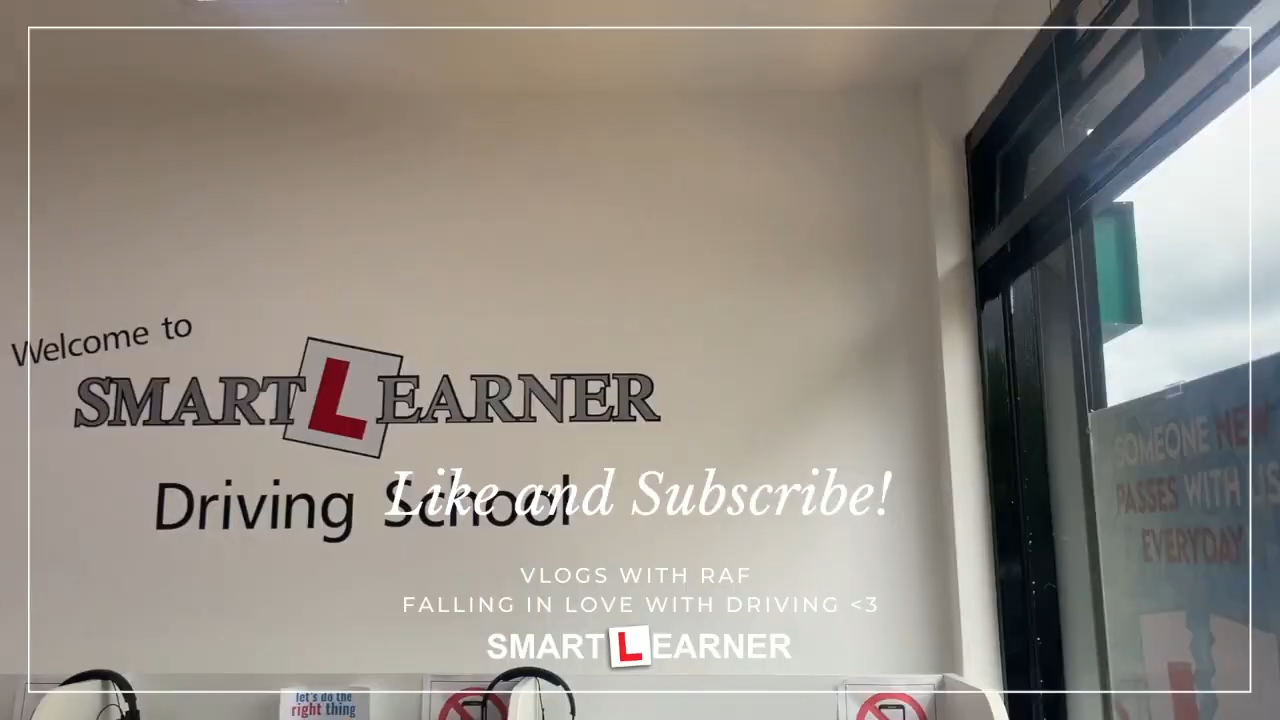 Welcome to
SMARTLEARNER
Driving School
Like and Subscribe!
VLOGS WITH RAF
FALLING IN LOVE WITH DRIVING <3
SMARTLEARNER
SOMEONE NEW
PASSES WITH US
EVERYDAY
let's do the
right thing